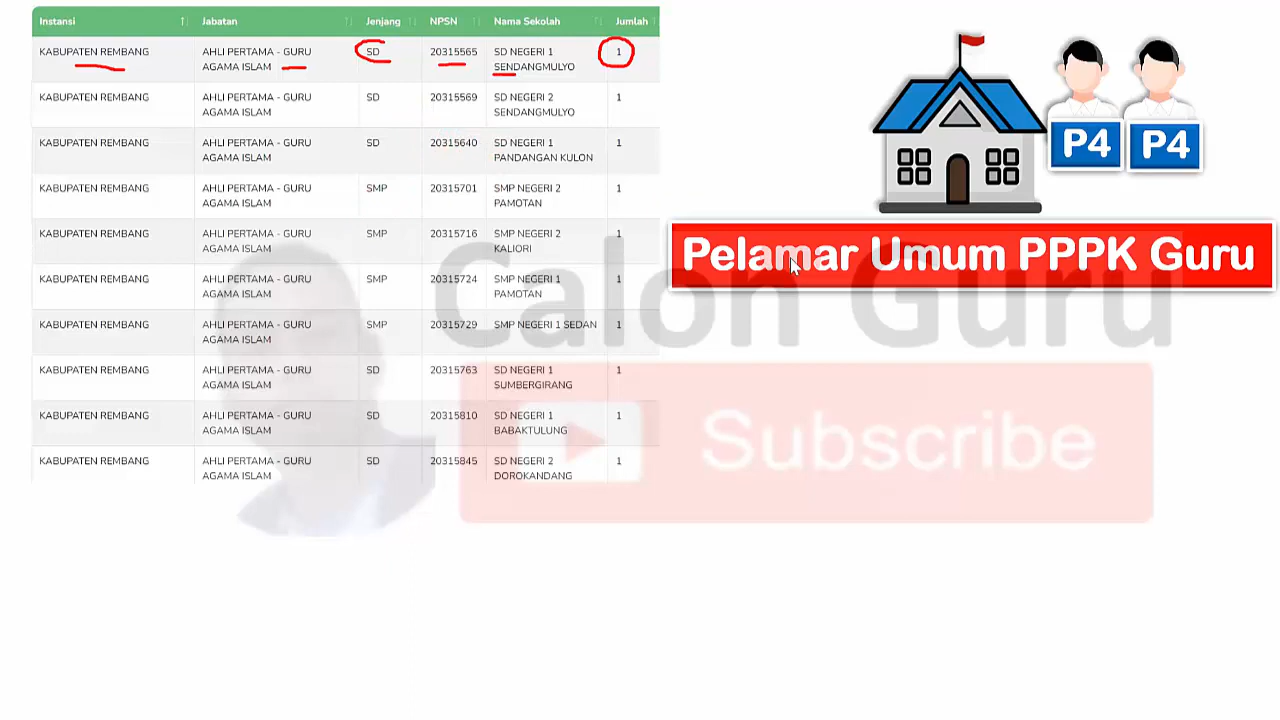 Instansi Jabatan Jenjang NPSN Nama Sekolah Jumlah
KABUPATEN REMBANG AHLI PERTAMA - GURU SD 20315565 SD NEGERI 1 1
AGAMA ISLAM SENDANGMULYO
KABUPATEN REMBANG AHLI PERTAMA - GURU SD 20315569 SD NEGERI 2 1
AGAMA ISLAM SENDANGMULYO
KABUPATEN REMBANG AHLI PERTAMA - GURU SD 20315640 SD NEGERI 1 1
AGAMA ISLAM PANDANGAN KULON
KABUPATEN REMBANG AHLI PERTAMA - GURU SMP 20315701 SMP NEGERI 2 1
AGAMA ISLAM PAMOTAN
KABUPATEN REMBANG AHLI PERTAMA - GURU SMP 20315716 SMP NEGERI 2 1
AGAMA ISLAM KALIORI
KABUPATEN REMBANG AHLI PERTAMA - GURU SMP 20315724 SMP NEGERI 1 1
AGAMA ISLAM PAMOTAN
KABUPATEN REMBANG AHLI PERTAMA - GURU SMP 20315729 SMP NEGERI 1 SEDAN 1
AGAMA ISLAM
KABUPATEN REMBANG AHLI PERTAMA - GURU SD 20315763 SD NEGERI 1 1
AGAMA ISLAM SUMBERGIRANG
KABUPATEN REMBANG AHLI PERTAMA - GURU SD 20315810 SD NEGERI 1 1
AGAMA ISLAM BABAKTULUNG
KABUPATEN REMBANG AHLI PERTAMA - GURU SD 20315845 SD NEGERI 2 1
AGAMA ISLAM DOROKANDANG
P4 P4
Pelamar Umum PPPK Guru
Calon Guru
Subscribe